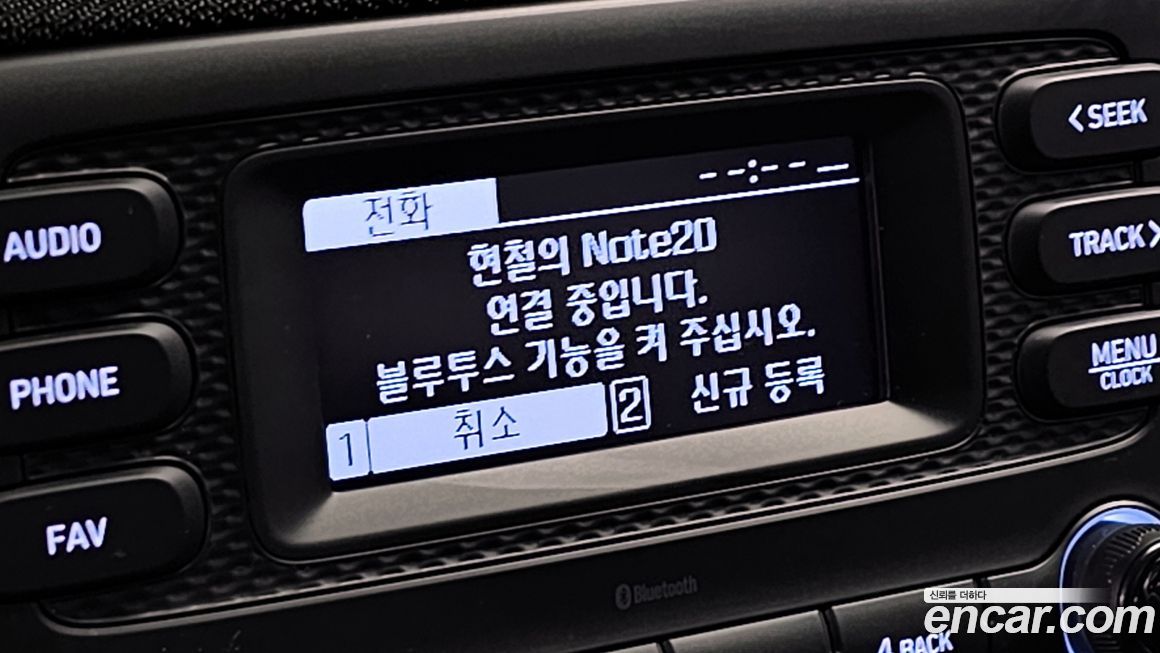 <SEEK
AUDIO
전화
--:-- —
TRACK>
현철의 Note20
연결 중입니다.
블루투스 기능을 켜 주십시오.
1 취소 2 신규 등록
PHONE
MENU
CLOCK
FAV
Bluetooth
4 BACK
신뢰를 더하다
encar.com